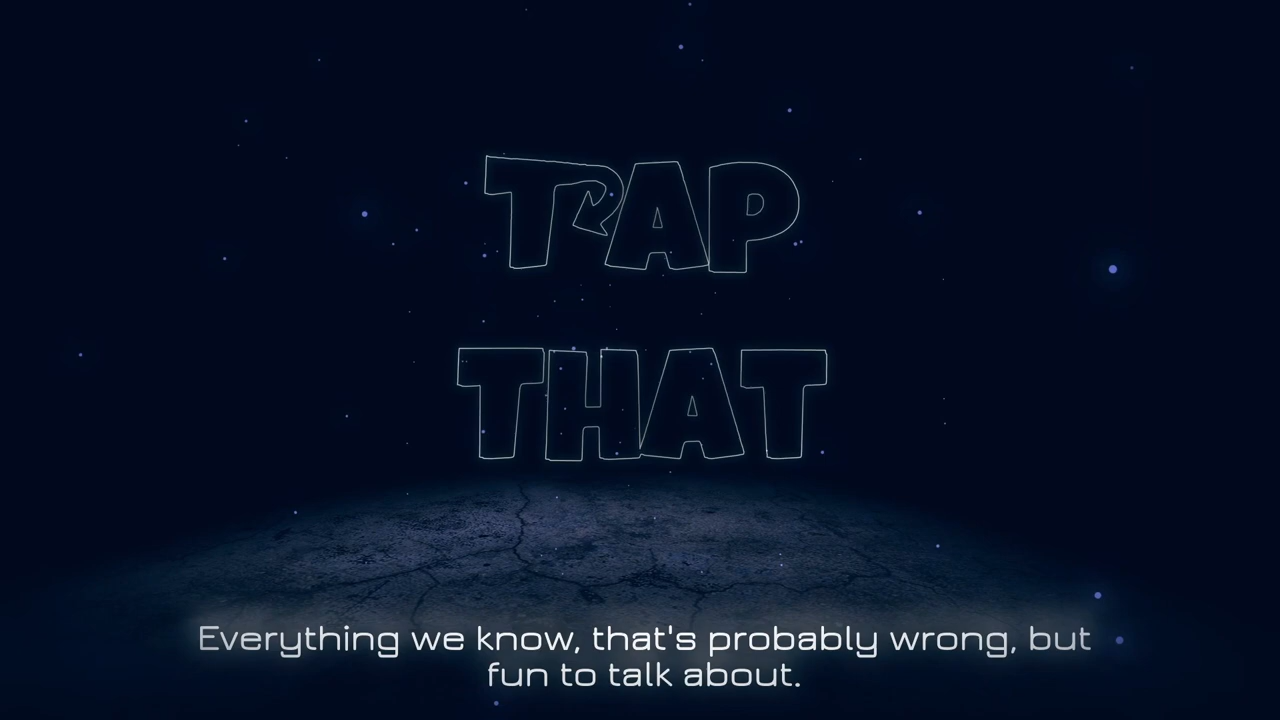 TRAP
THAT
Everything we know, that's probably wrong, but
fun to talk about.